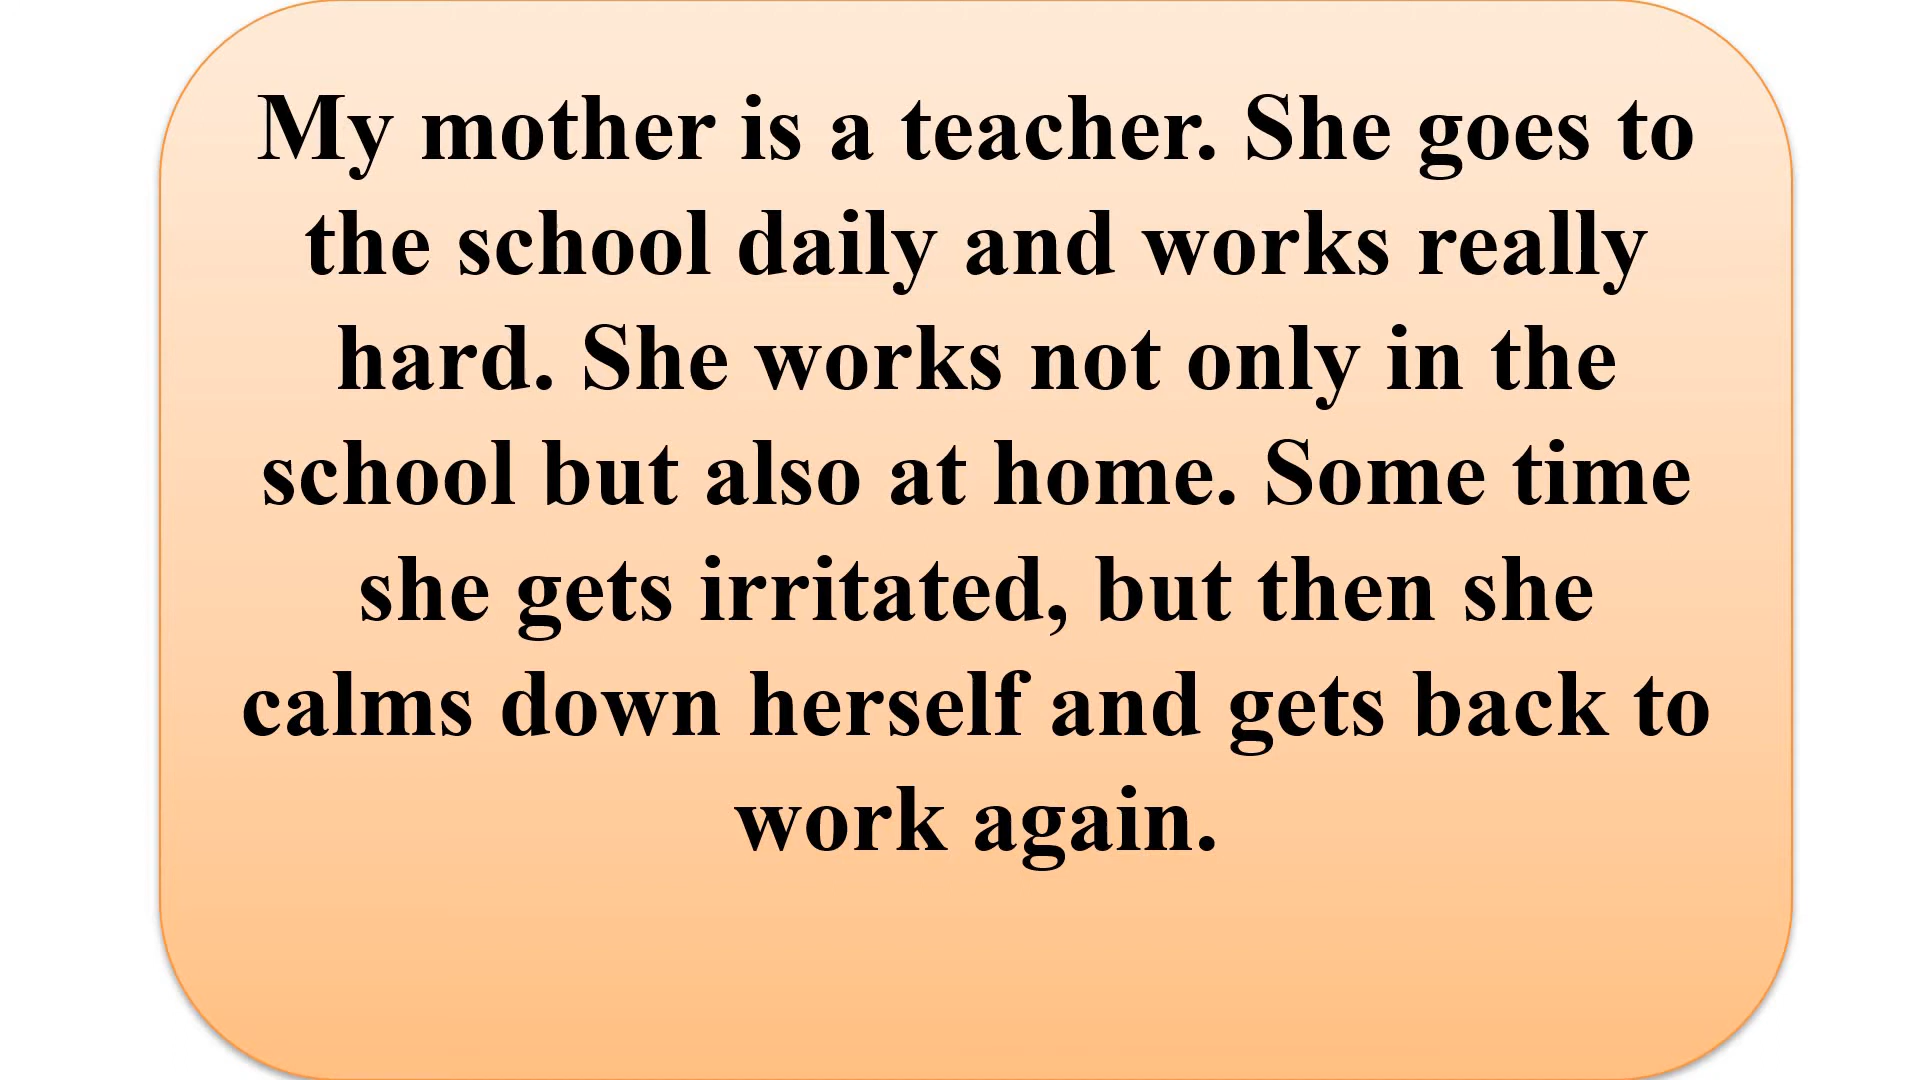 My mother is a teacher. She goes to
the school daily and works really
hard. She works not only in the
school but also at home. Some time
she gets irritated, but then she
calms down herself and gets back to
work again.